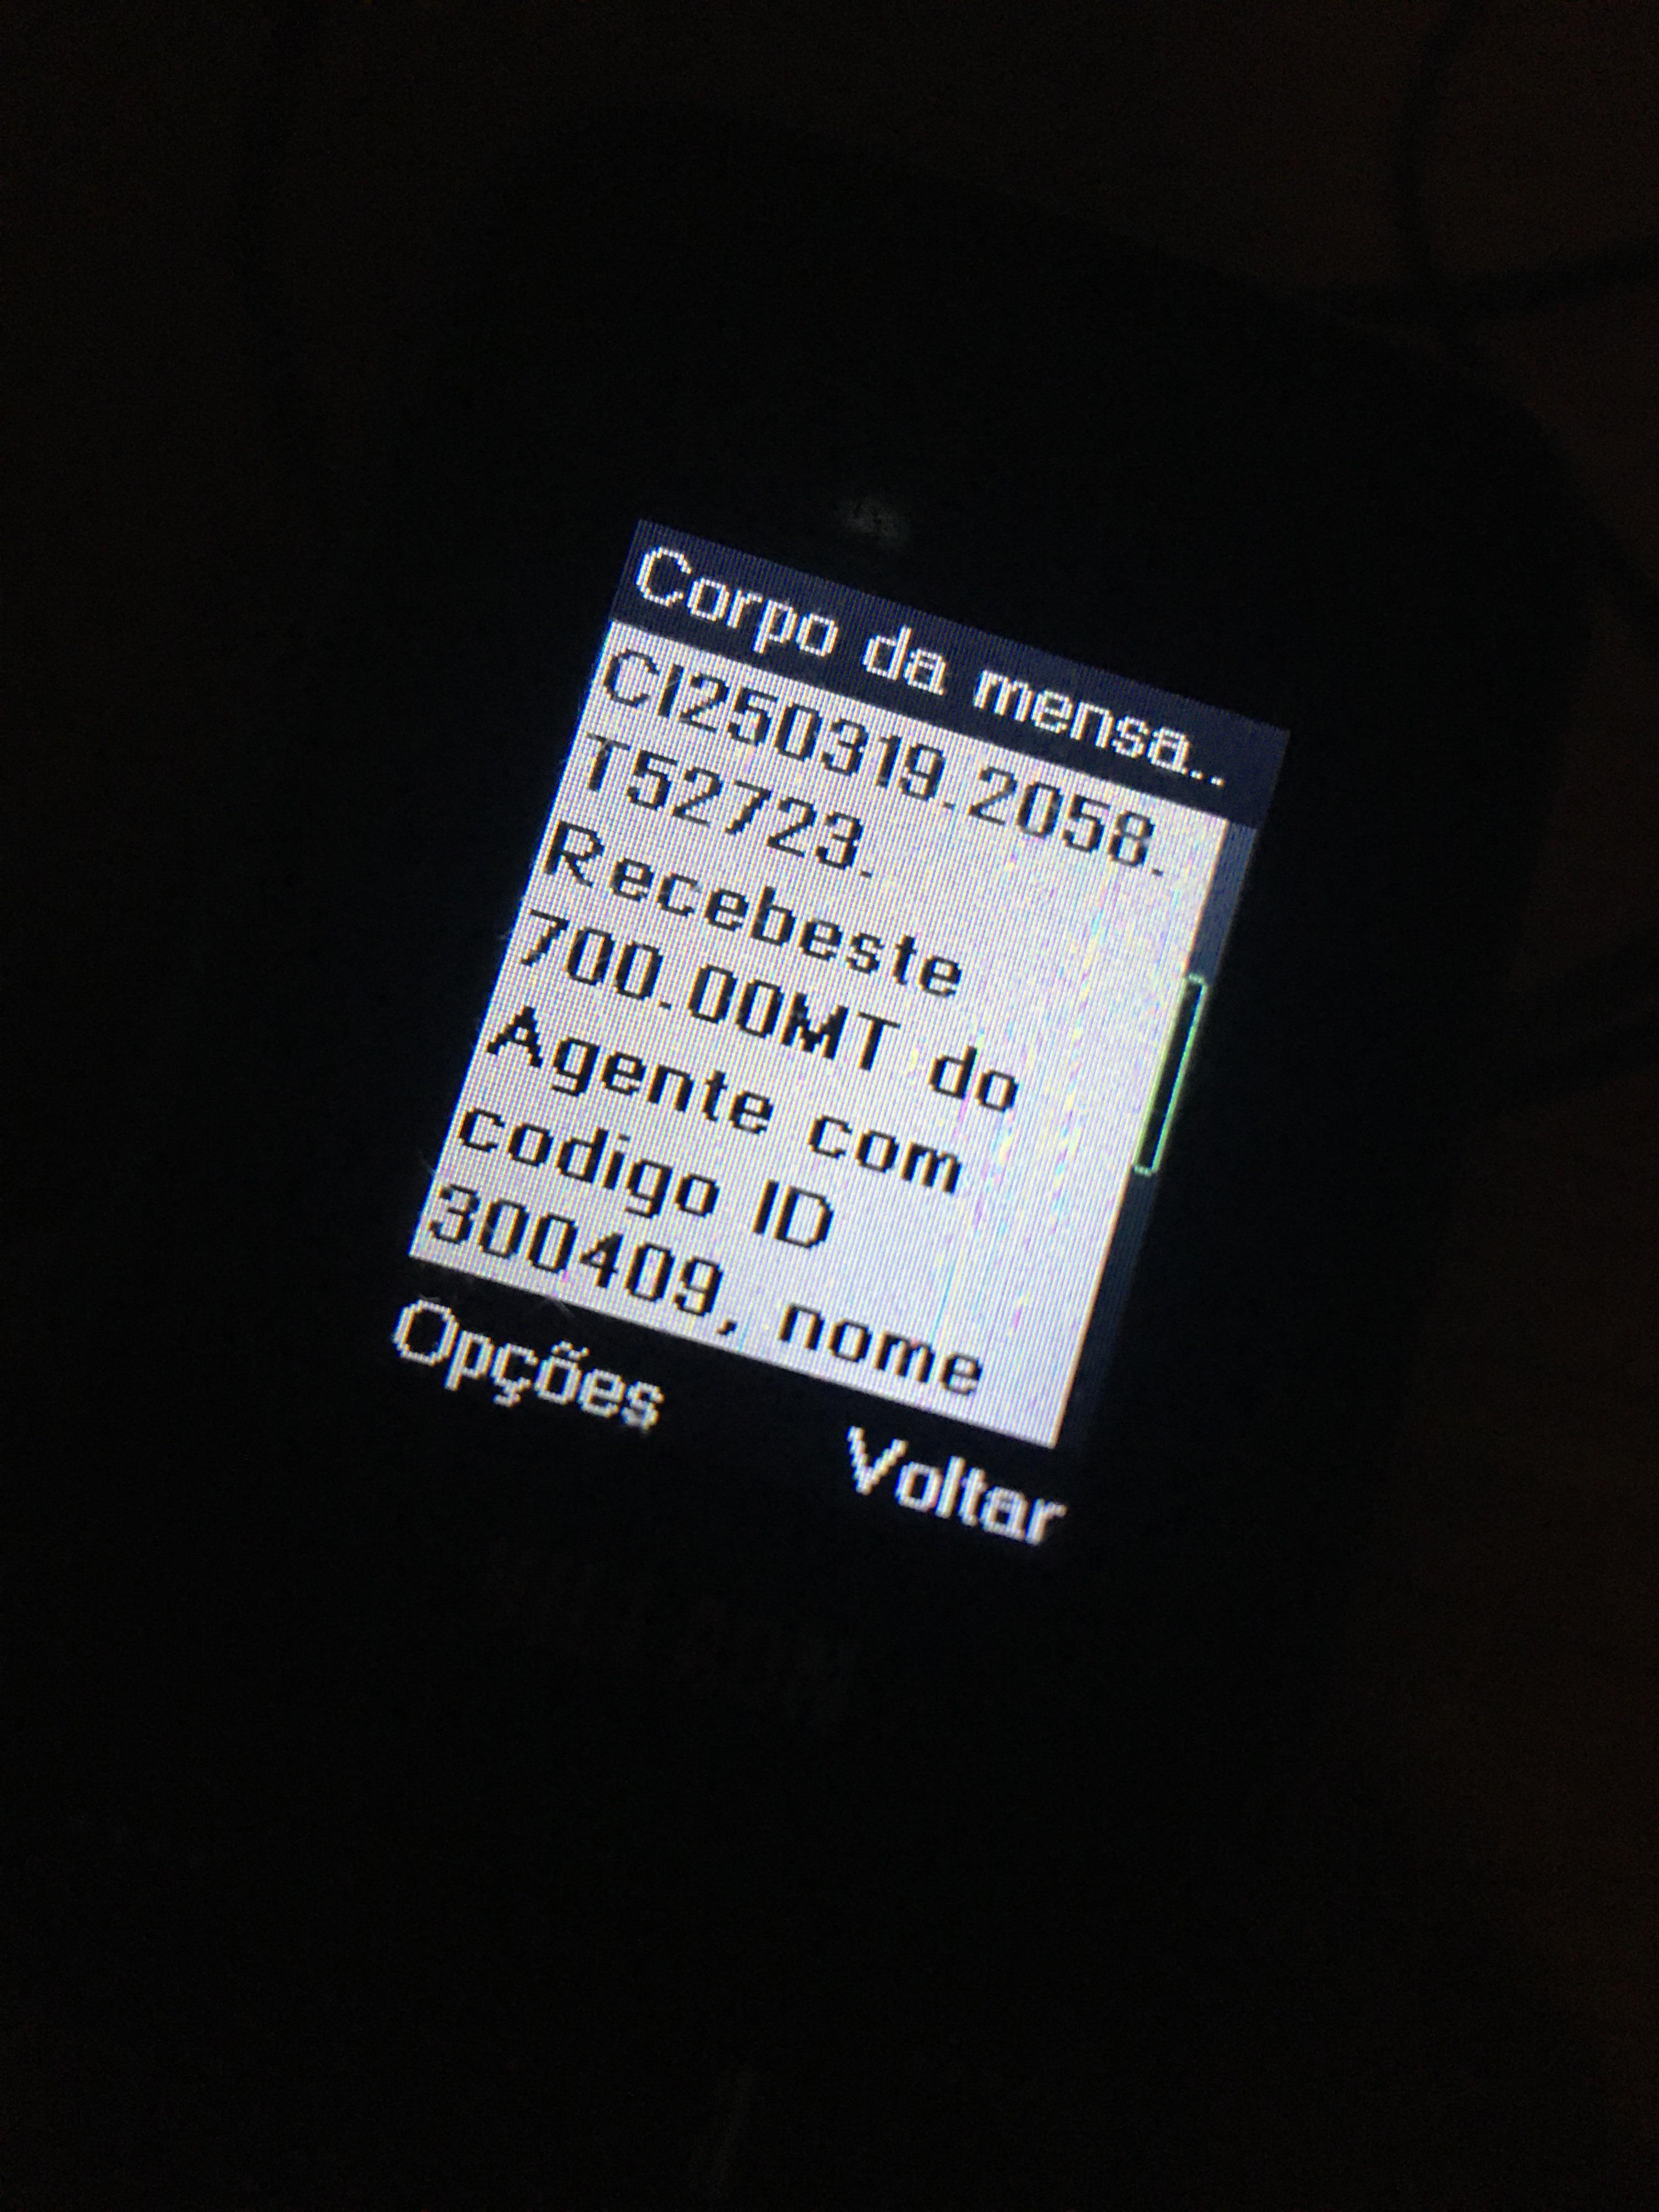 Corpo da mensa..
CI250319.2058.
T52723.
Recebeste
700.00MT do
Agente com
codigo ID
300409, nome
Opções
Voltar